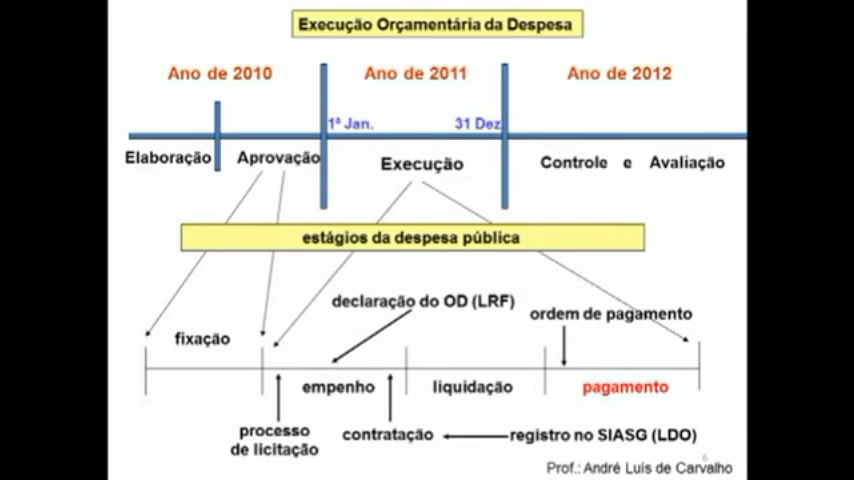 Execução Orçamentária da Despesa
Ano de 2010
Ano de 2011
Ano de 2012
1º Jan.
31 Dez
Elaboração
Aprovação
Execução
Controle e Avaliação
estágios da despesa pública
declaração do OD (LRF)
ordem de pagamento
fixação
empenho
liquidação
pagamento
processo
de licitação
contratação
registro no SIASG (LDO)
6
Prof.: André Luís de Carvalho